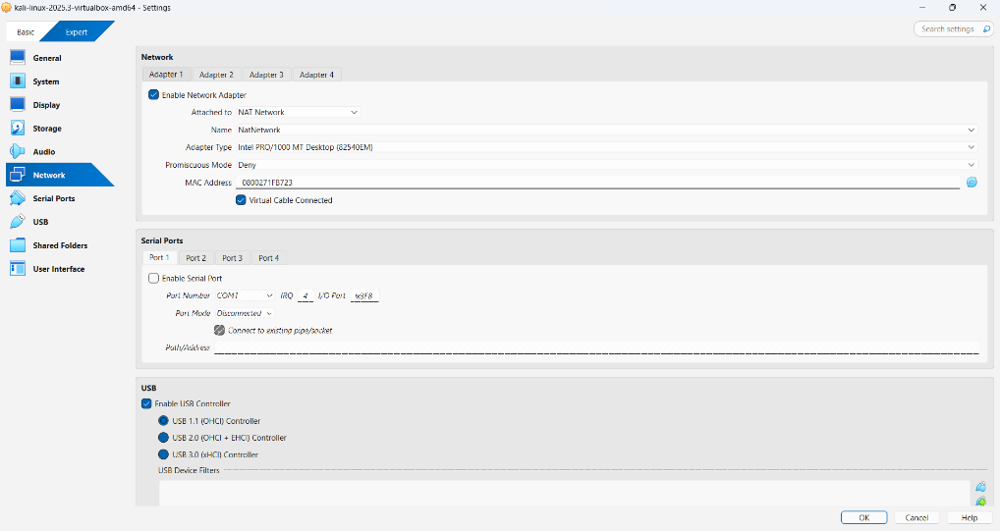 kali-linux-2025.3-virtualbox-amd64 - Settings
Basic Expert
Search settings
General
System
Display
Storage
Audio
Network
Serial Ports
USB
Shared Folders
User Interface
Network
Adapter 1 Adapter 2 Adapter 3 Adapter 4
Enable Network Adapter
Attached to NAT Network
Name NatNetwork
Adapter Type Intel PRO/1000 MT Desktop (82540EM)
Promiscuous Mode Deny
MAC Address 0800271FB723
Virtual Cable Connected
Serial Ports
Port 1 Port 2 Port 3 Port 4
Enable Serial Port
Port Number COM1 IRQ 4 I/O Port 0x3F8
Port Mode Disconnected
Connect to existing pipe/socket
Path/Address
USB
Enable USB Controller
USB 1.1 (OHCI) Controller
USB 2.0 (OHCI + EHCI) Controller
USB 3.0 (xHCI) Controller
USB Device Filters
OK Cancel Help